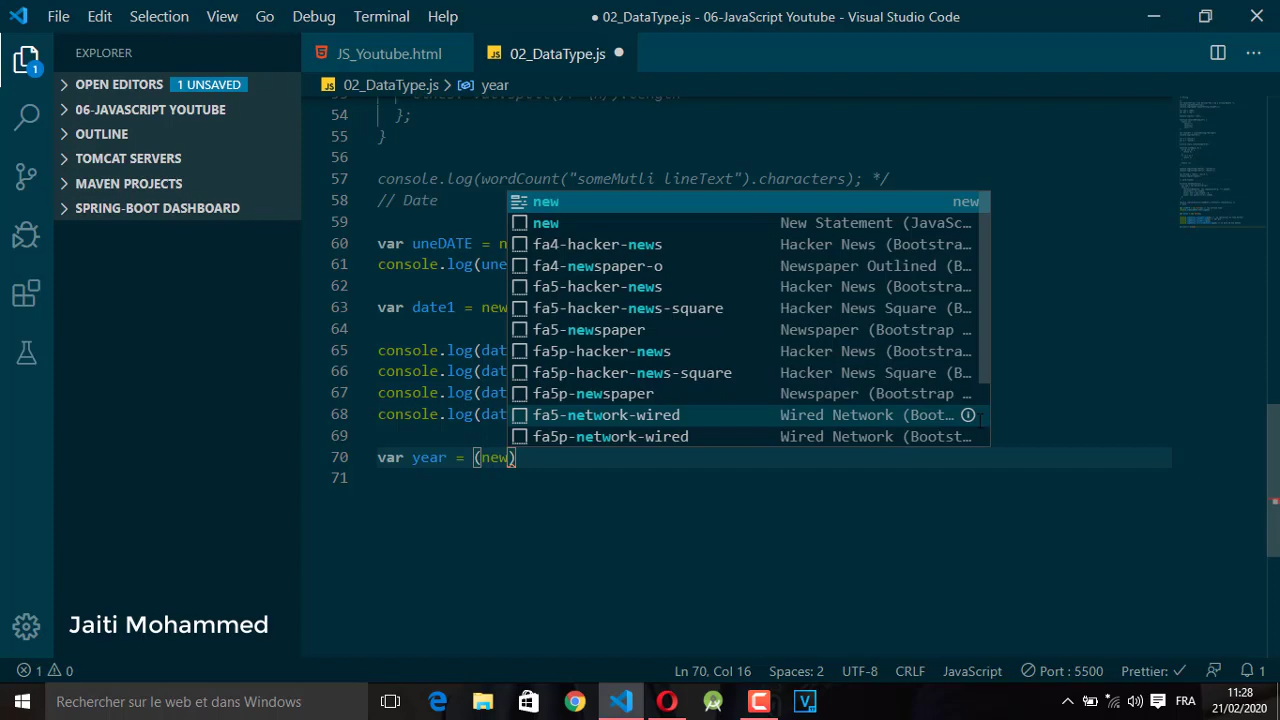 File Edit Selection View Go Debug Terminal Help
● 02_DataType.js - 06-JavaScript Youtube - Visual Studio Code
EXPLORER
JS_Youtube.html
JS 02_DataType.js
OPEN EDITORS 1 UNSAVED
06-JAVASCRIPT YOUTUBE
OUTLINE
TOMCAT SERVERS
MAVEN PROJECTS
SPRING-BOOT DASHBOARD
1
JS 02_DataType.js > year
54 };
55 }
56
57 console.log(wordCount("someMutli lineText").characters); */
58 // Date
59
60 var uneDATE = n
61 console.log(une
62
63 var date1 = new
64
65 console.log(dat
66 console.log(dat
67 console.log(dat
68 console.log(dat
69
70 var year = (new)
71
new new
new New Statement (JavaSc…
fa4-hacker-news Hacker News (Bootstra…
fa4-newspaper-o Newspaper Outlined (B…
fa5-hacker-news Hacker News (Bootstra…
fa5-hacker-news-square Hacker News Square (B…
fa5-newspaper Newspaper (Bootstrap …
fa5p-hacker-news Hacker News (Bootstra…
fa5p-hacker-news-square Hacker News Square (B…
fa5p-newspaper Newspaper (Bootstrap …
fa5-network-wired Wired Network (Boot…
fa5p-network-wired Wired Network (Bootst…
Jaiti Mohammed
1 0 Ln 70, Col 16 Spaces: 2 UTF-8 CRLF JavaScript Port : 5500 Prettier: 1
Rechercher sur le web et dans Windows
FRA
11:28
21/02/2020